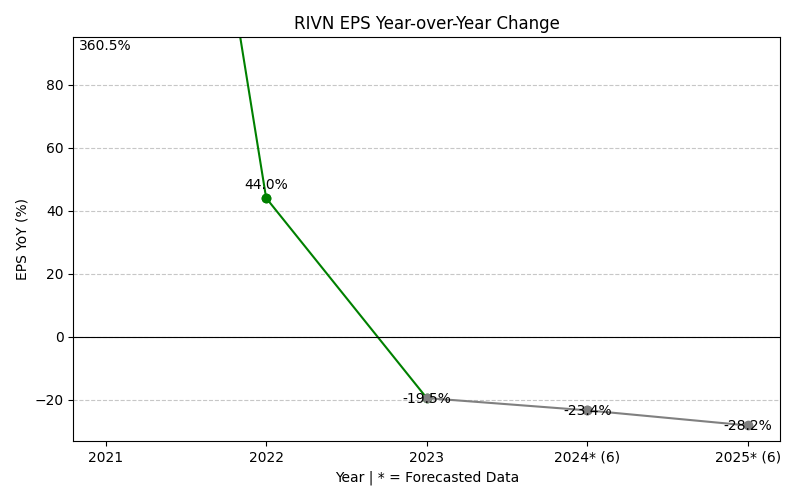 RIVN EPS Year-over-Year Change
360.5%
80
60
44.0%
40
20
0
-19.5%
−20
-23.4%
-28.2%
EPS YoY (%)
2021 2022 2023 2024* (6) 2025* (6)
Year | * = Forecasted Data